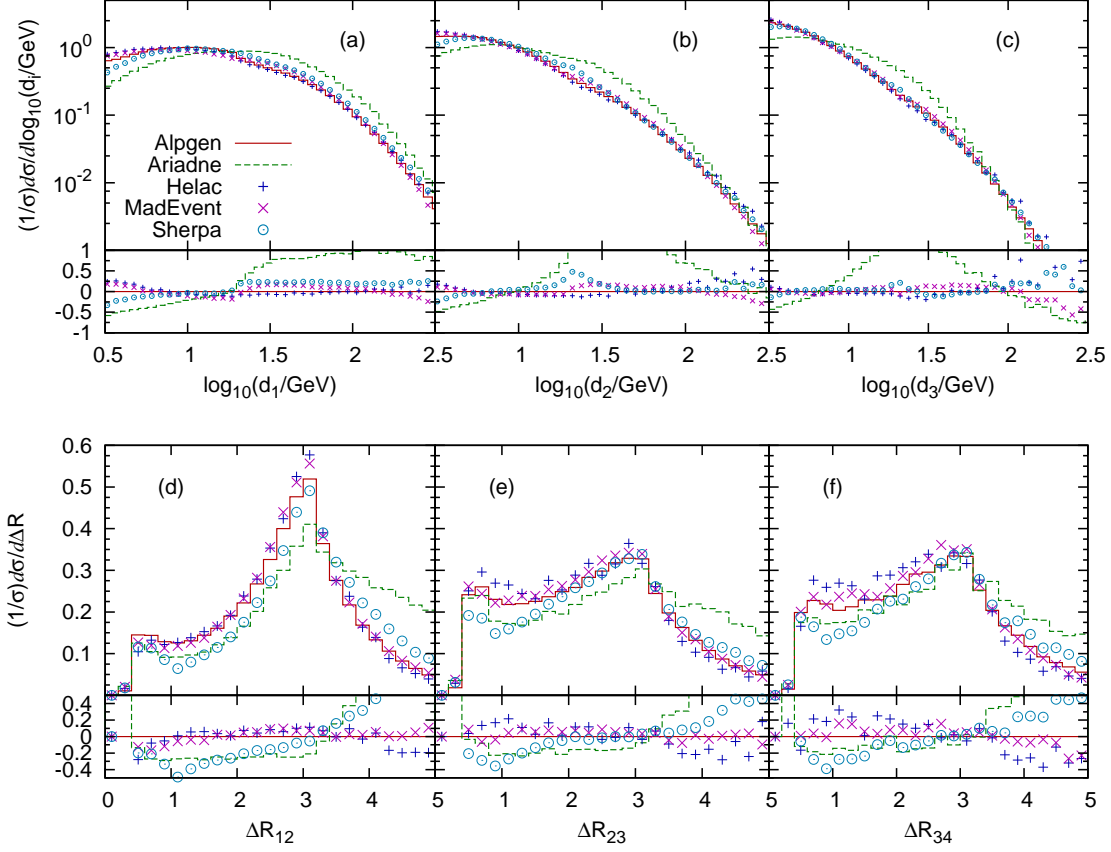 (1/σ)dσ/dlog10(di/GeV)
10^0
10^-1
10^-2
(a)
(b)
(c)
Alpgen
Ariadne
Helac
MadEvent
Sherpa
1
0.5
0
-0.5
-1
0.5 1 1.5 2 2.5 1 1.5 2 2.5 1 1.5 2 2.5
log10(d1/GeV)
log10(d2/GeV)
log10(d3/GeV)
(1/σ)dσ/dΔR
0.6
0.5
0.4
0.3
0.2
0.1
(d)
(e)
(f)
0.4
0.2
0
-0.2
-0.4
0 1 2 3 4 5 1 2 3 4 5 1 2 3 4 5
ΔR12
ΔR23
ΔR34